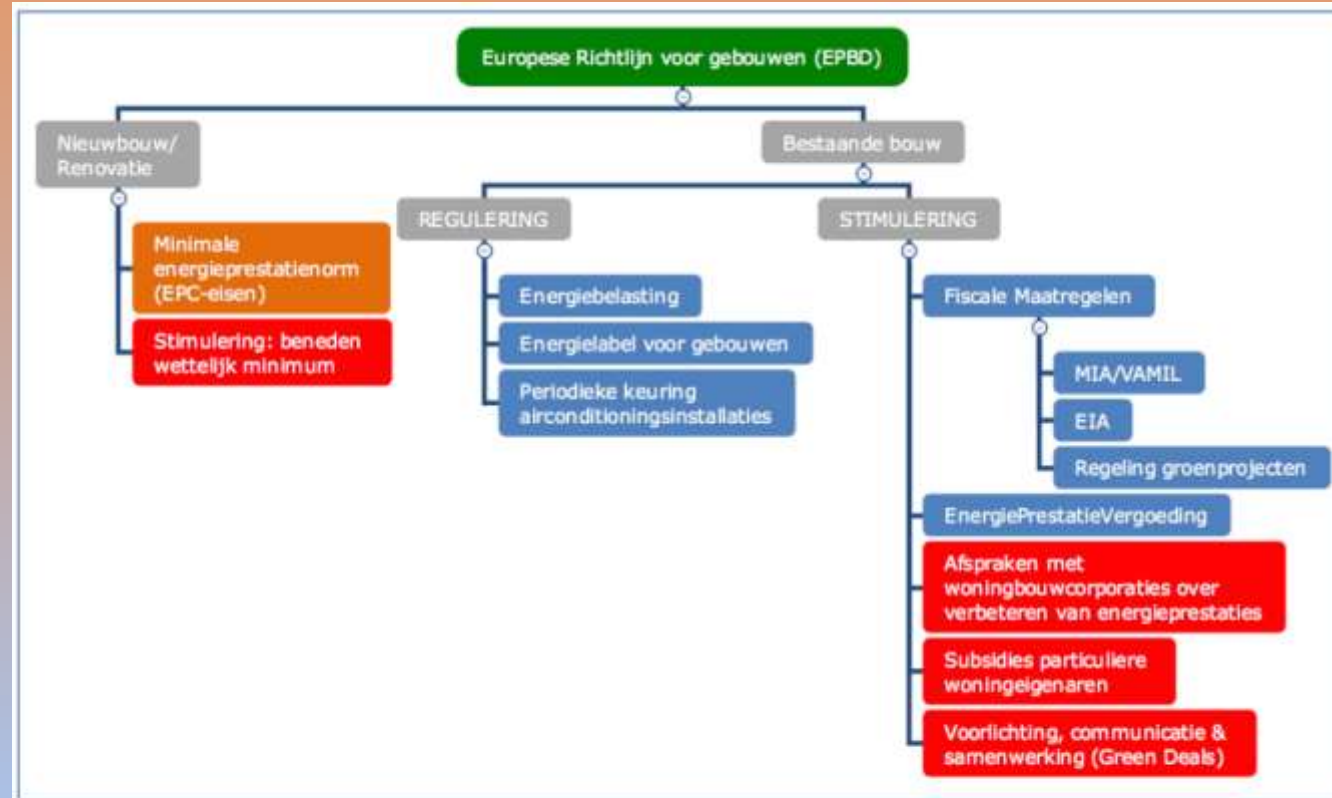 Europese Richtlijn voor gebouwen (EPBD)
Nieuwbouw/
Renovatie
Bestaande bouw
Minimale
energieprestatienorm
(EPC-eisen)
Stimulering: beneden
wettelijk minimum
REGULERING
Energiebelasting
Energielabel voor gebouwen
Periodieke keuring
airconditioningsinstallaties
STIMULERING
Fiscale Maatregelen
MIA/VAMIL
EIA
Regeling groenprojecten
EnergiePrestatieVergoeding
Afspraken met
woningbouwcorporaties over
verbeteren van energieprestaties
Subsidies particuliere
woningeigenaren
Voorlichting, communicatie &
samenwerking (Green Deals)